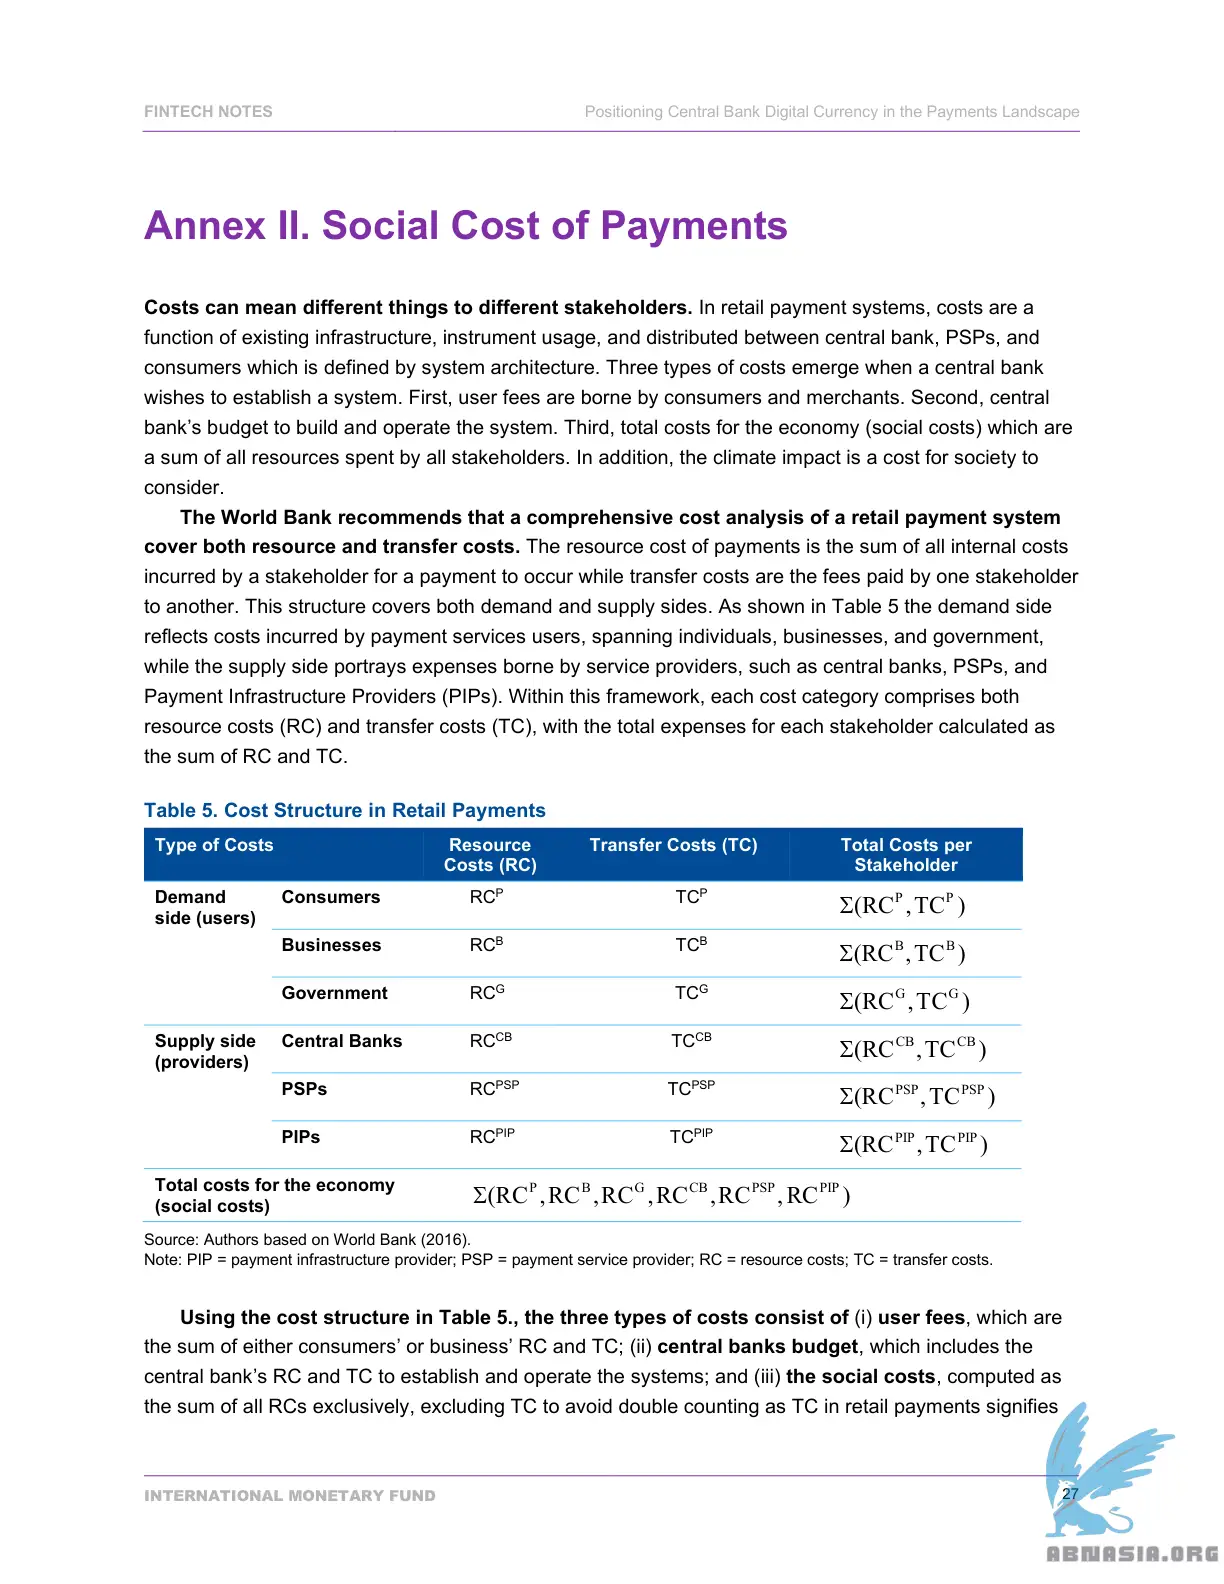 FINTECH NOTES Positioning Central Bank Digital Currency in the Payments Landscape
Annex II. Social Cost of Payments
Costs can mean different things to different stakeholders. In retail payment systems, costs are a
function of existing infrastructure, instrument usage, and distributed between central bank, PSPs, and
consumers which is defined by system architecture. Three types of costs emerge when a central bank
wishes to establish a system. First, user fees are borne by consumers and merchants. Second, central
bank’s budget to build and operate the system. Third, total costs for the economy (social costs) which are
a sum of all resources spent by all stakeholders. In addition, the climate impact is a cost for society to
consider.
The World Bank recommends that a comprehensive cost analysis of a retail payment system
cover both resource and transfer costs. The resource cost of payments is the sum of all internal costs
incurred by a stakeholder for a payment to occur while transfer costs are the fees paid by one stakeholder
to another. This structure covers both demand and supply sides. As shown in Table 5 the demand side
reflects costs incurred by payment services users, spanning individuals, businesses, and government,
while the supply side portrays expenses borne by service providers, such as central banks, PSPs, and
Payment Infrastructure Providers (PIPs). Within this framework, each cost category comprises both
resource costs (RC) and transfer costs (TC), with the total expenses for each stakeholder calculated as
the sum of RC and TC.
Table 5. Cost Structure in Retail Payments
Type of Costs Resource Costs (RC) Transfer Costs (TC) Total Costs per Stakeholder
Demand side (users) Consumers RC^P TC^P Σ(RC^P, TC^P)
Businesses RC^B TC^B Σ(RC^B, TC^B)
Government RC^G TC^G Σ(RC^G, TC^G)
Supply side (providers) Central Banks RC^CB TC^CB Σ(RC^CB, TC^CB)
PSPs RC^PSP TC^PSP Σ(RC^PSP, TC^PSP)
PIPs RC^PIP TC^PIP Σ(RC^PIP, TC^PIP)
Total costs for the economy (social costs) Σ(RC^P, RC^B, RC^G, RC^CB, RC^PSP, RC^PIP)
Source: Authors based on World Bank (2016).
Note: PIP = payment infrastructure provider; PSP = payment service provider; RC = resource costs; TC = transfer costs.
Using the cost structure in Table 5., the three types of costs consist of (i) user fees, which are
the sum of either consumers’ or business’ RC and TC; (ii) central banks budget, which includes the
central bank’s RC and TC to establish and operate the systems; and (iii) the social costs, computed as
the sum of all RCs exclusively, excluding TC to avoid double counting as TC in retail payments signifies
INTERNATIONAL MONETARY FUND 27
ABNASIA.ORG